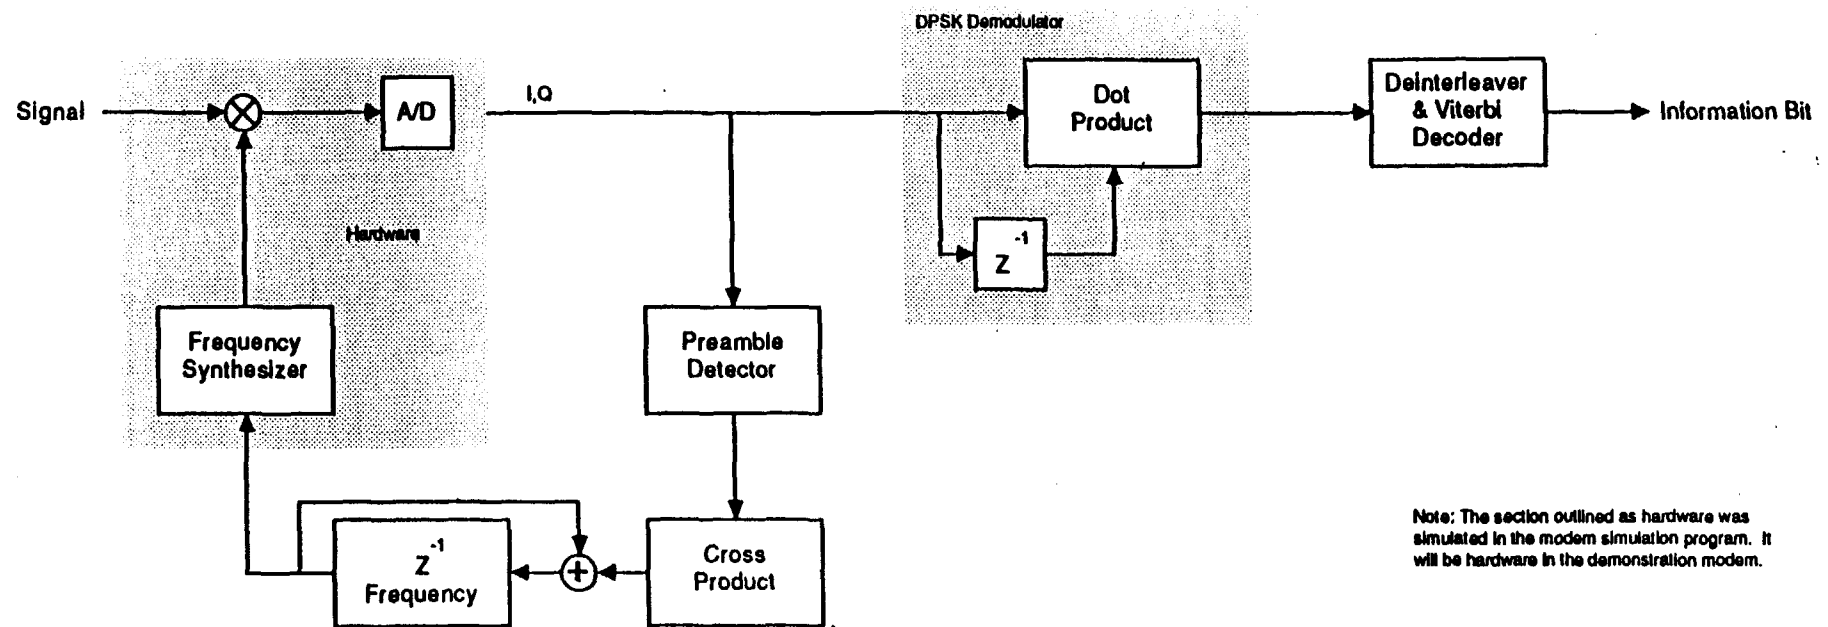 DPSK Demodulator
Signal
A/D
I,Q
Dot
Product
Deinterleaver
& Viterbi
Decoder
Information Bit
Hardware
Z⁻¹
Frequency
Synthesizer
Preamble
Detector
Z⁻¹
Frequency
+
Cross
Product
Note: The section outlined as hardware was
simulated in the modem simulation program. It
will be hardware in the demonstration modem.